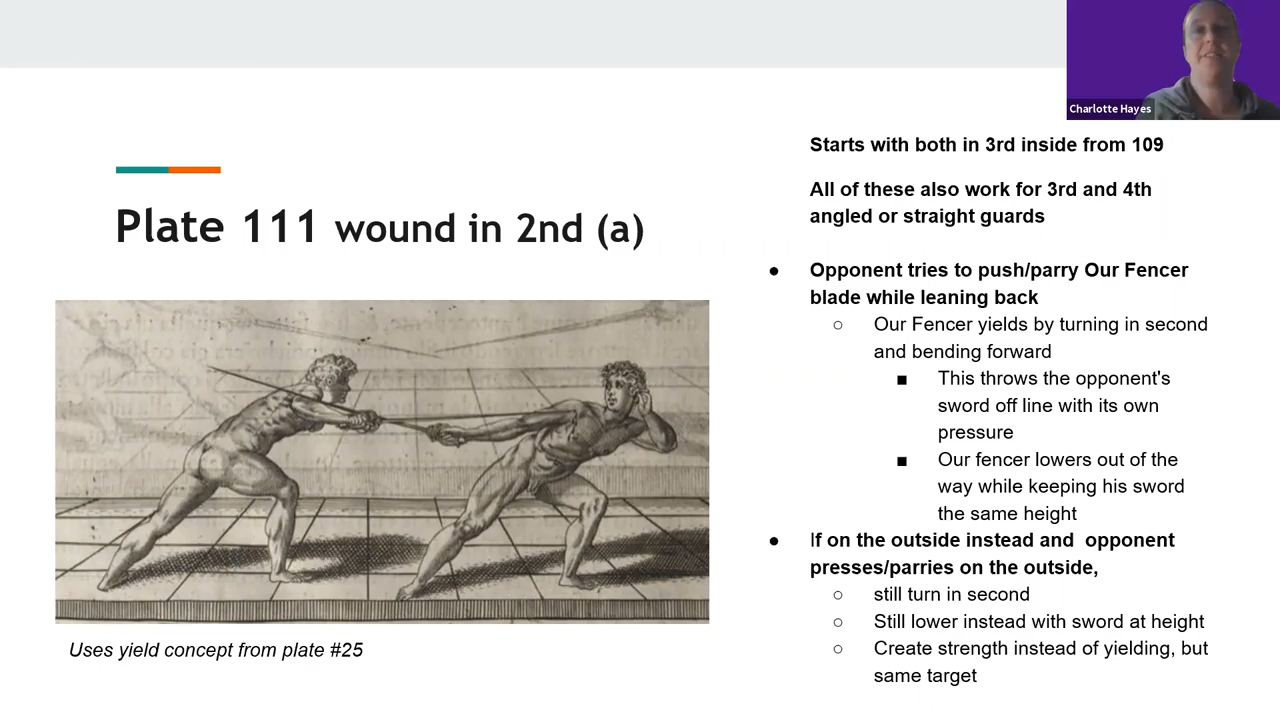 Charlotte Hayes
Plate 111 wound in 2nd (a)
Uses yield concept from plate #25
Starts with both in 3rd inside from 109
All of these also work for 3rd and 4th
angled or straight guards
● Opponent tries to push/parry Our Fencer
blade while leaning back
○ Our Fencer yields by turning in second
and bending forward
■ This throws the opponent's
sword off line with its own
pressure
■ Our fencer lowers out of the
way while keeping his sword
the same height
● If on the outside instead and  opponent
presses/parries on the outside,
○ still turn in second
○ Still lower instead with sword at height
○ Create strength instead of yielding, but
same target